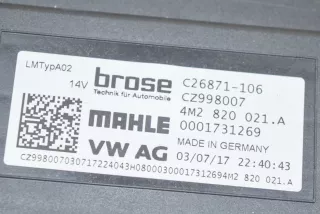 LMTypA02
14V
brose
Technik für Automobile
C26871-106
CZ998007
4M2 820 021.A
MAHLE
0001731269
VW AG
MADE IN GERMANY
03/07/17 22:40:43
CZ998007030717224043H08000300017312694M2 820 021.A